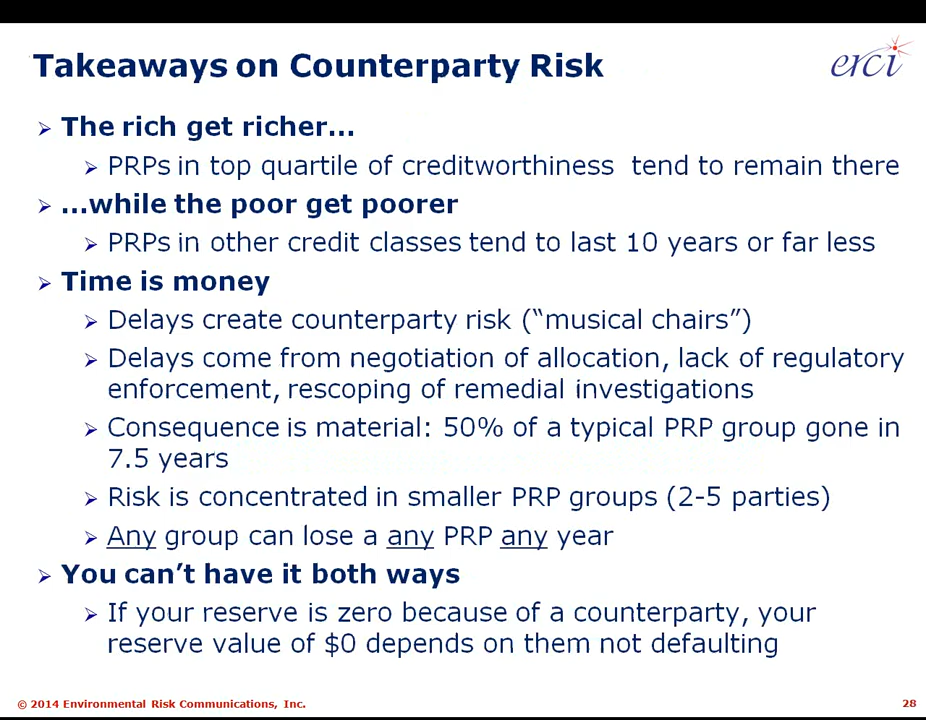 Takeaways on Counterparty Risk
erci
The rich get richer…
PRPs in top quartile of creditworthiness tend to remain there
…while the poor get poorer
PRPs in other credit classes tend to last 10 years or far less
Time is money
Delays create counterparty risk (“musical chairs”)
Delays come from negotiation of allocation, lack of regulatory
enforcement, rescoping of remedial investigations
Consequence is material: 50% of a typical PRP group gone in
7.5 years
Risk is concentrated in smaller PRP groups (2-5 parties)
Any group can lose a any PRP any year
You can’t have it both ways
If your reserve is zero because of a counterparty, your
reserve value of $0 depends on them not defaulting
© 2014 Environmental Risk Communications, Inc.
28